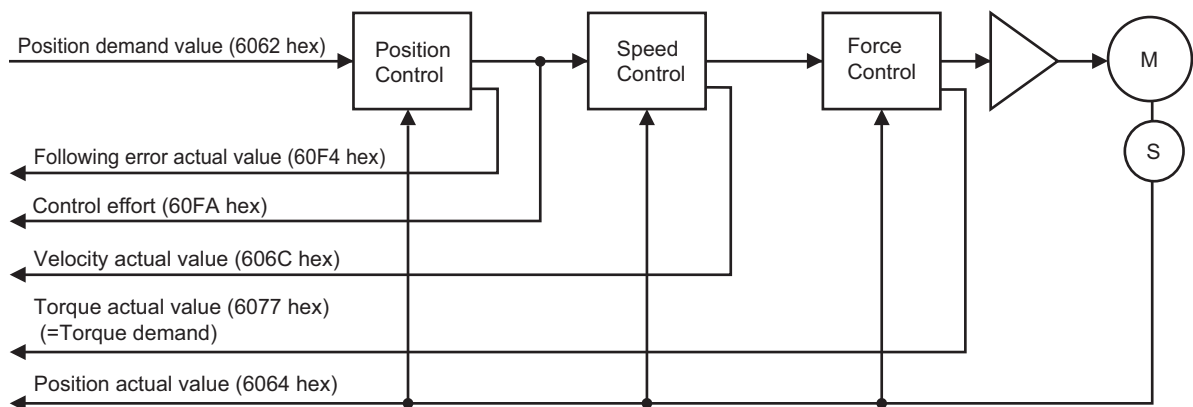 Position demand value (6062 hex)
Position
Control
Speed
Control
Force
Control
M
S
Following error actual value (60F4 hex)
Control effort (60FA hex)
Velocity actual value (606C hex)
Torque actual value (6077 hex)
(=Torque demand)
Position actual value (6064 hex)